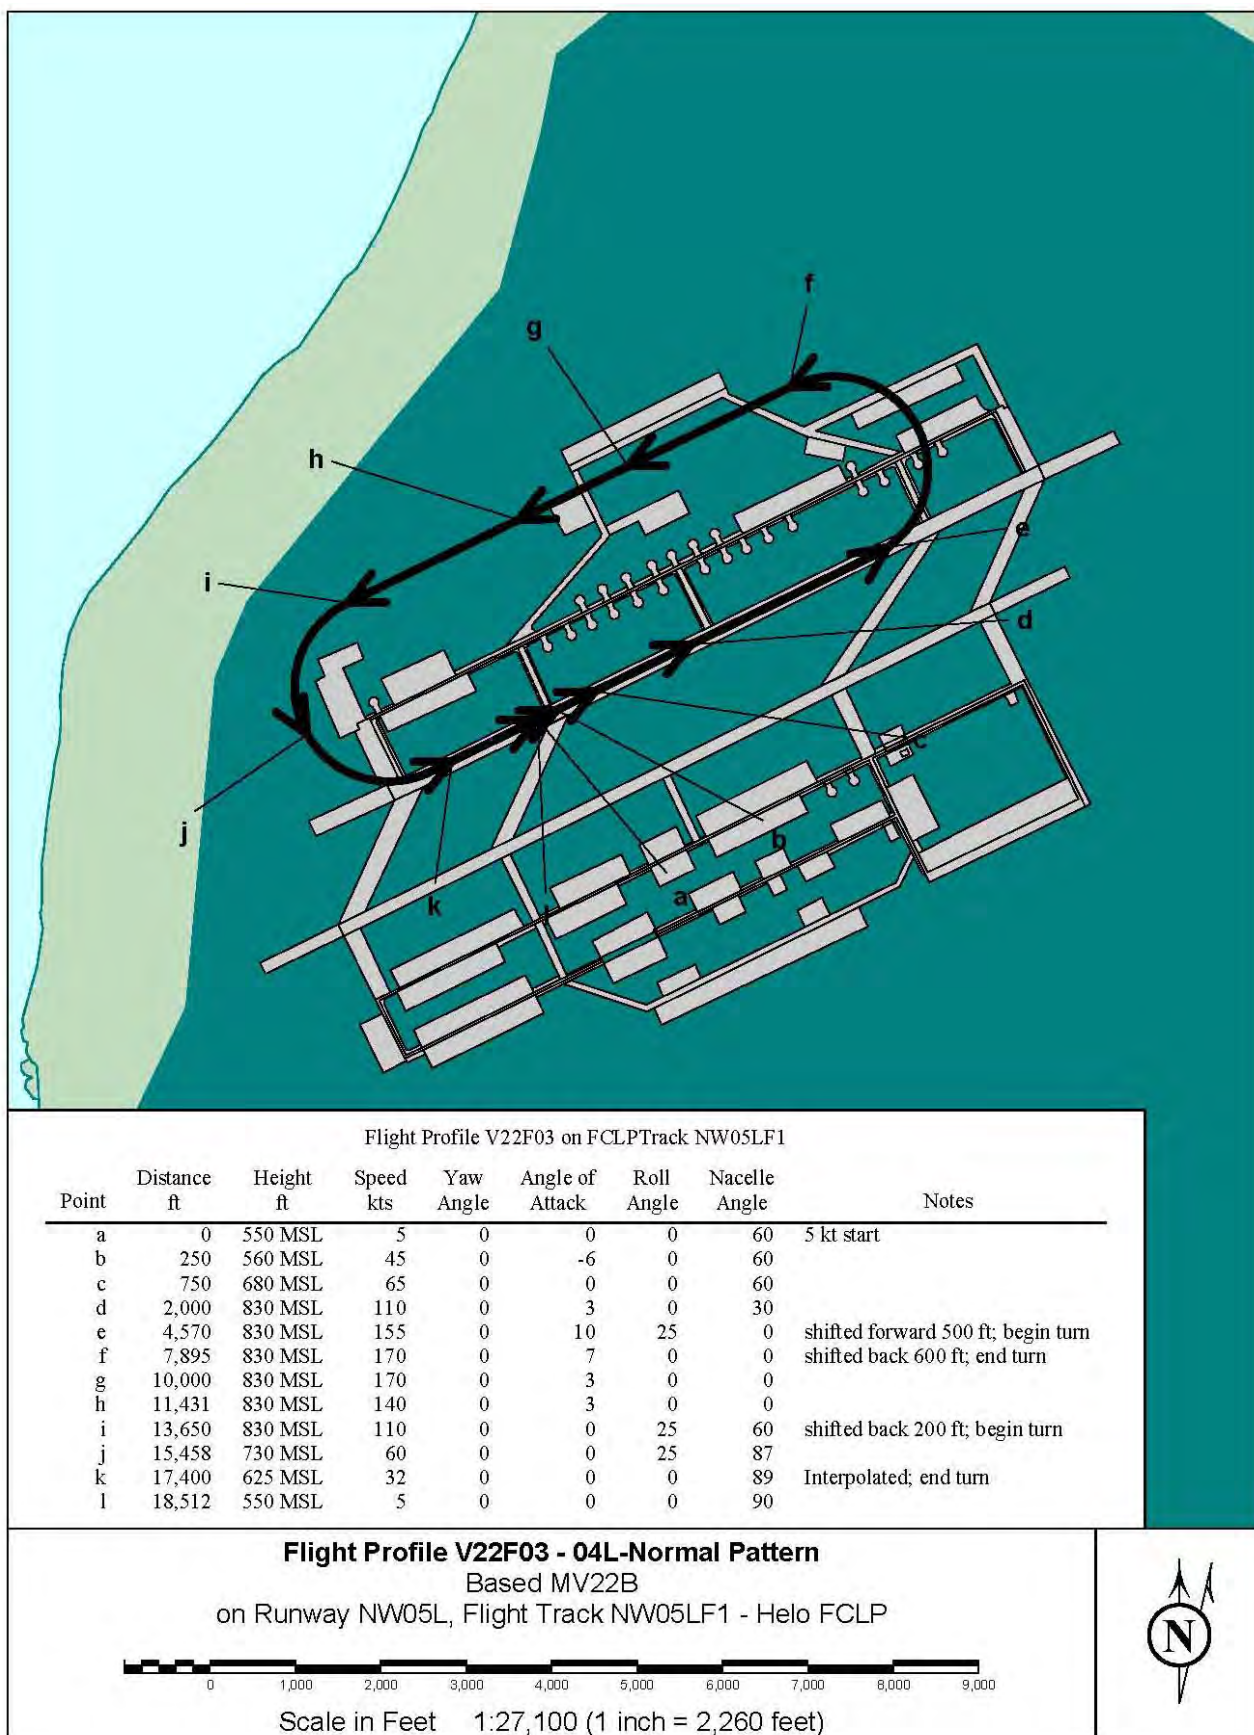 f
g
h
e
i
d
c
j
b
k
l
a
Flight Profile V22F03 on FCLPTrack NW05LF1
Point Distance ft Height ft Speed kts Yaw Angle Angle of Attack Roll Angle Nacelle Angle Notes
a 0 550 MSL 5 0 0 0 60 5 kt start
b 250 560 MSL 45 0 -6 0 60
c 750 680 MSL 65 0 0 0 60
d 2,000 830 MSL 110 0 3 0 30
e 4,570 830 MSL 155 0 10 25 0 shifted forward 500 ft; begin turn
f 7,895 830 MSL 170 0 7 0 0 shifted back 600 ft; end turn
g 10,000 830 MSL 170 0 3 0 0
h 11,431 830 MSL 140 0 3 0 0
i 13,650 830 MSL 110 0 0 25 60 shifted back 200 ft; begin turn
j 15,458 730 MSL 60 0 0 25 87
k 17,400 625 MSL 32 0 0 0 89 Interpolated; end turn
l 18,512 550 MSL 5 0 0 0 90
Flight Profile V22F03 - 04L-Normal Pattern
Based MV22B
on Runway NW05L, Flight Track NW05LF1 - Helo FCLP
0 1,000 2,000 3,000 4,000 5,000 6,000 7,000 8,000 9,000
Scale in Feet 1:27,100 (1 inch = 2,260 feet)
N